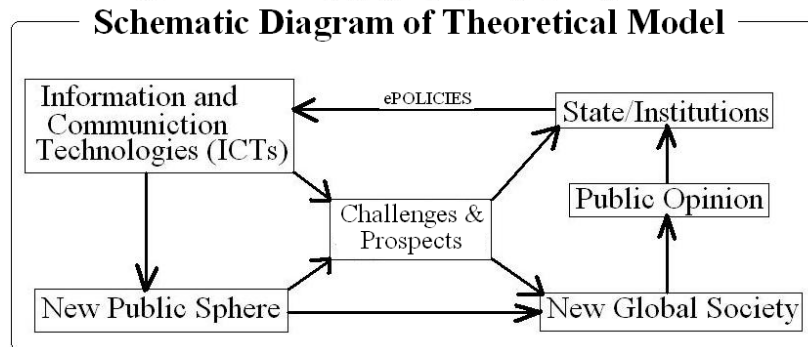 Schematic Diagram of Theoretical Model
Information and
Communiction
Technologies (ICTs)
ePOLICIES
State/Institutions
Public Opinion
Challenges &
Prospects
New Public Sphere
New Global Society